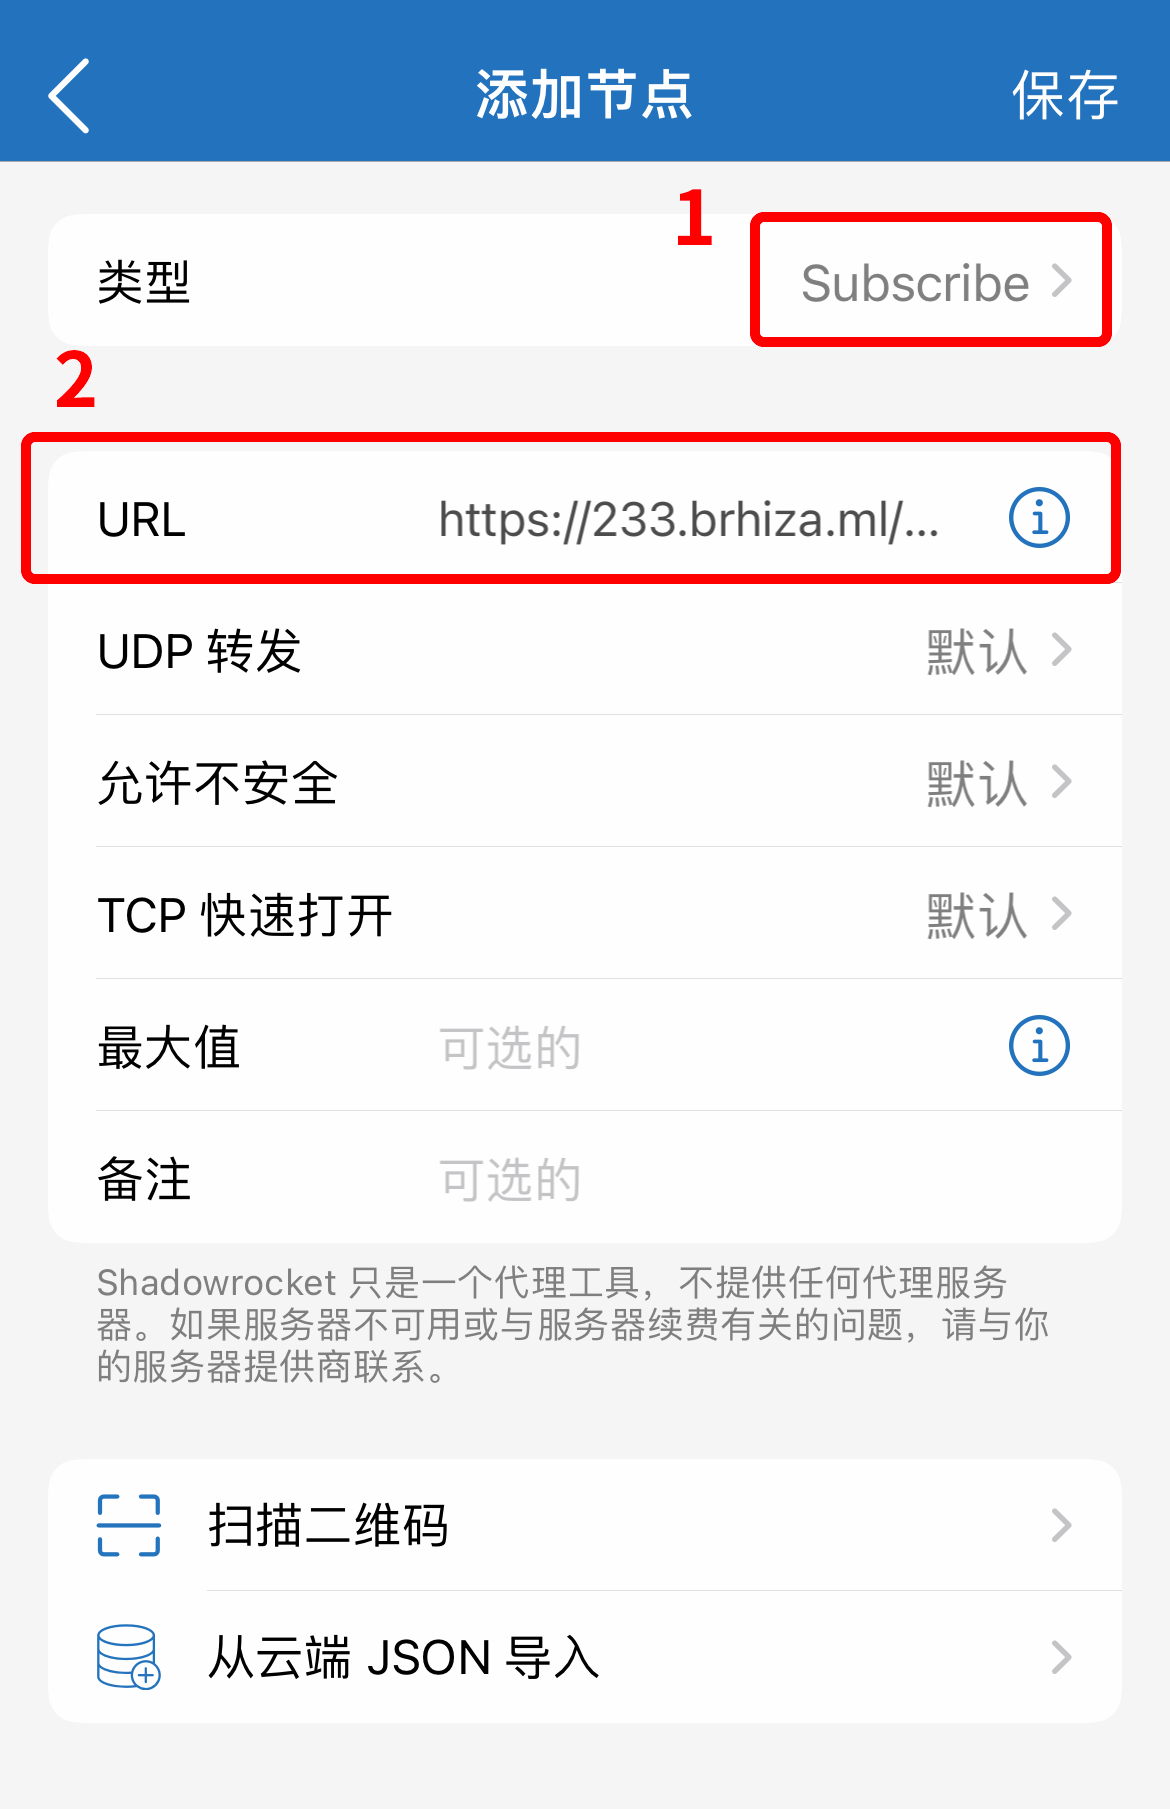 添加节点
保存
1
类型
Subscribe
2
URL
https://233.brhiza.ml/...
UDP 转发
默认
允许不安全
默认
TCP 快速打开
默认
最大值
可选的
备注
可选的
Shadowrocket 只是一个代理工具，不提供任何代理服务
器。如果服务器不可用或与服务器续费有关的问题，请与你
的服务器提供商联系。
扫描二维码
从云端 JSON 导入